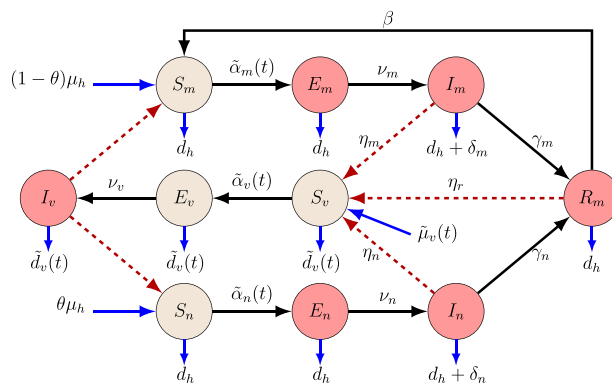 β
(1 − θ)μ_h S_m α̃_m(t) E_m ν_m I_m
d_h d_h η_m d_h + δ_m γ_m
I_v ν_v E_v α̃_v(t) S_v η_r R_m
d̃_v(t) d̃_v(t) d̃_v(t) η_n μ̃_v(t) γ_n d_h
θμ_h S_n α̃_n(t) E_n ν_n I_n
d_h d_h d_h + δ_n